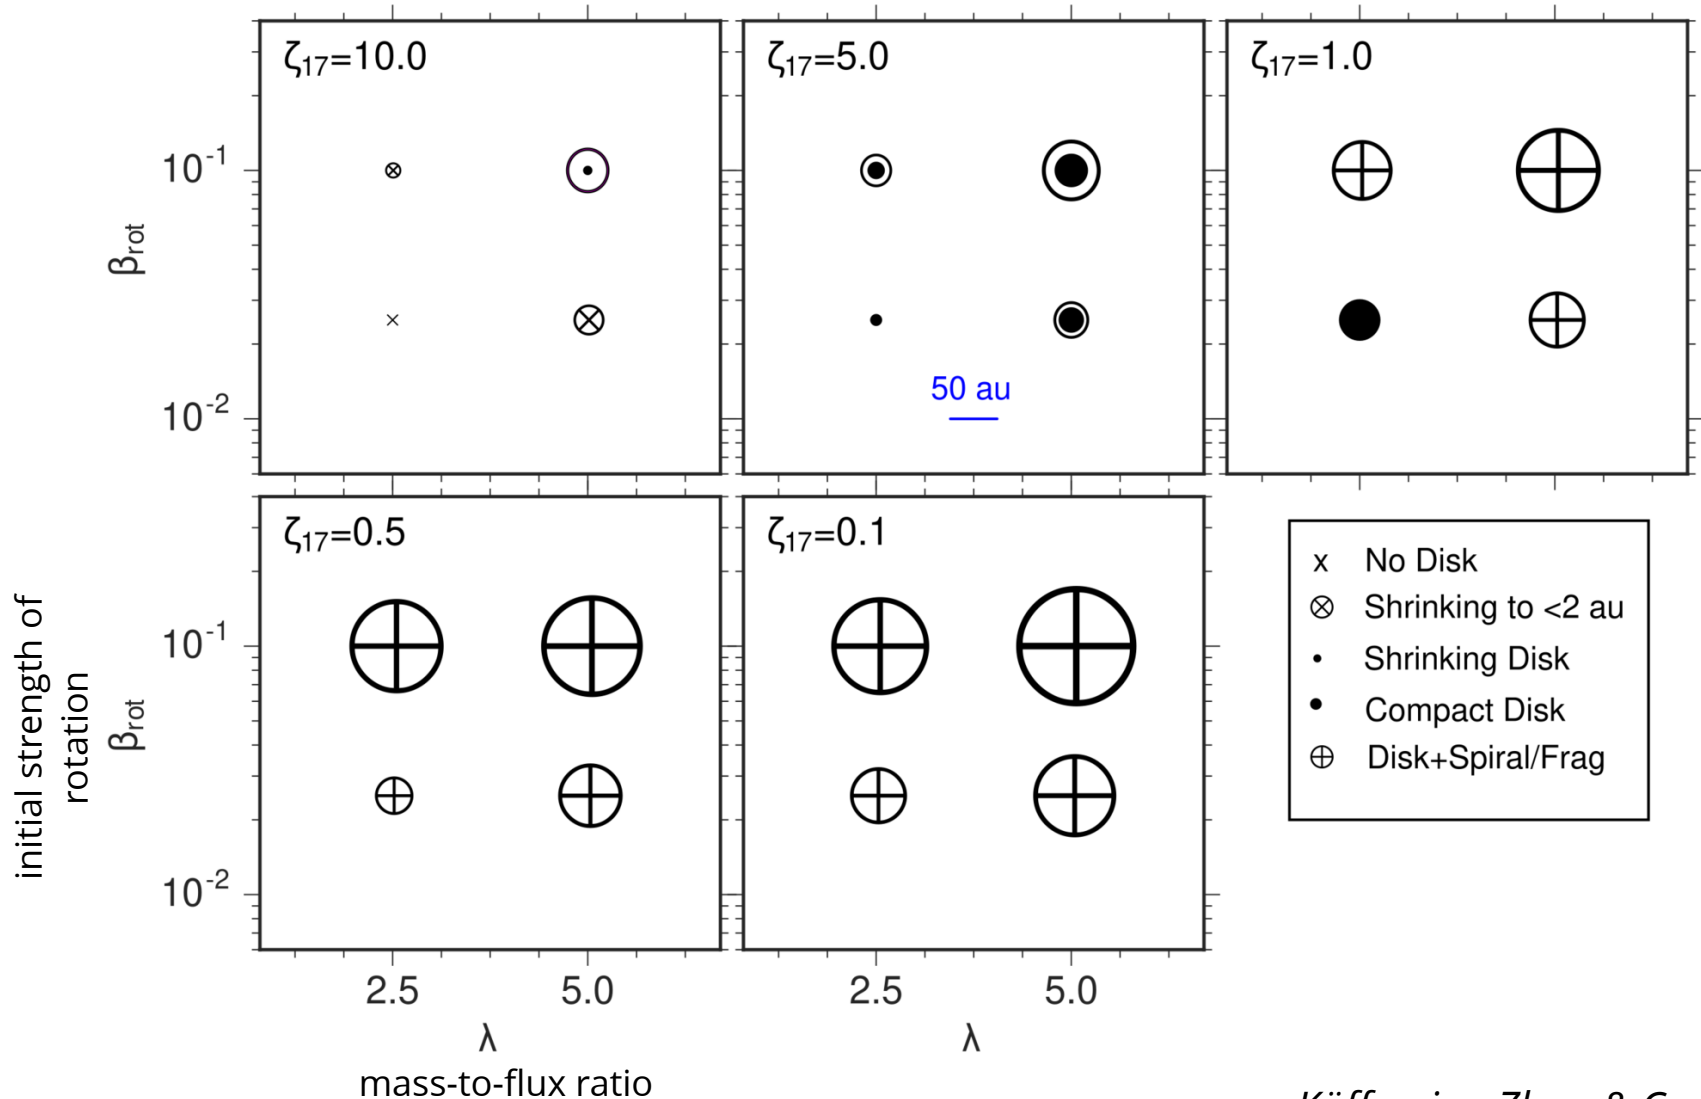 ζ17=10.0
ζ17=5.0
ζ17=1.0
10-1
βrot
10-2
50 au
ζ17=0.5
ζ17=0.1
10-1
βrot
10-2
initial strength of
rotation
x No Disk
⊗ Shrinking to <2 au
• Shrinking Disk
● Compact Disk
⊕ Disk+Spiral/Frag
2.5 5.0 2.5 5.0
λ λ
mass-to-flux ratio